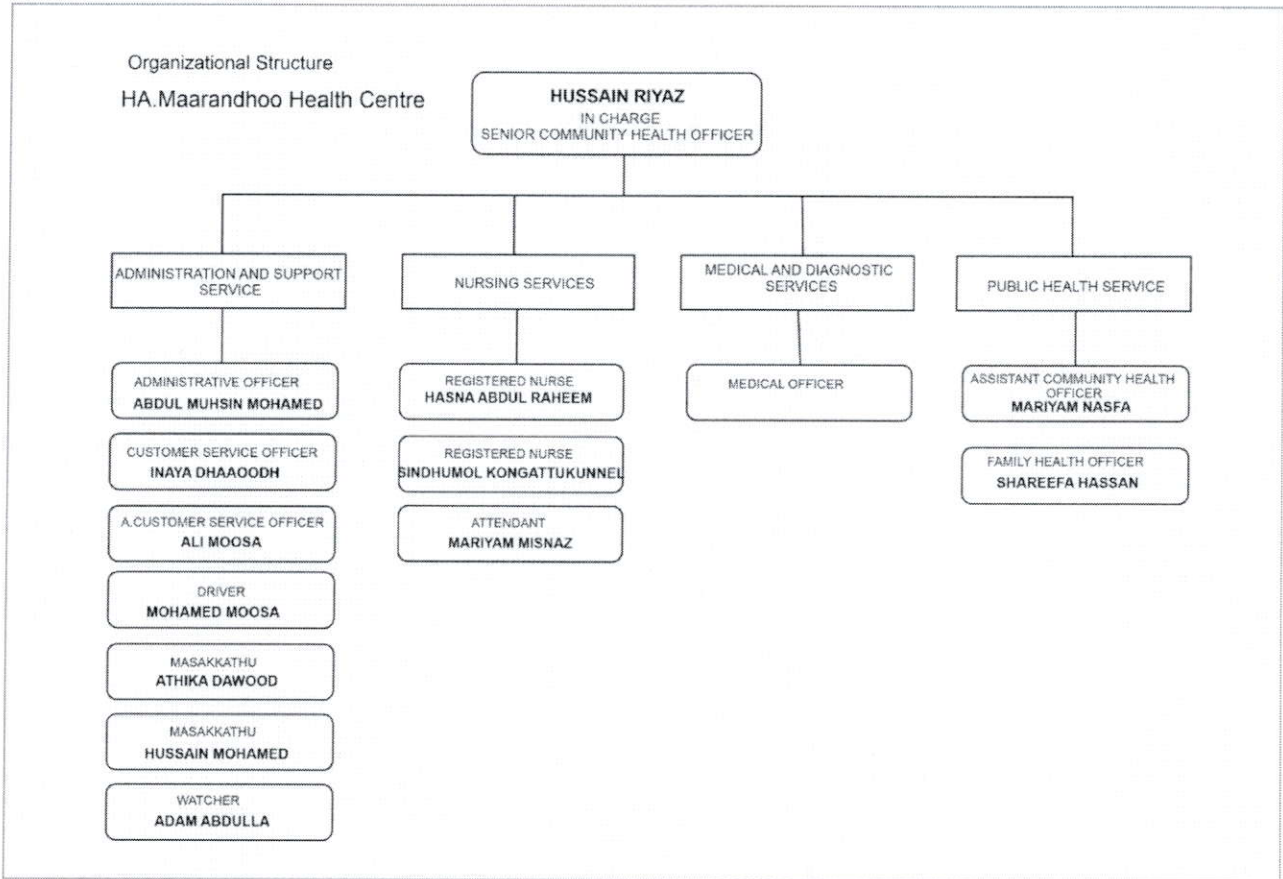 Organizational Structure
HA.Maarandhoo Health Centre
HUSSAIN RIYAZ
IN CHARGE
SENIOR COMMUNITY HEALTH OFFICER
ADMINISTRATION AND SUPPORT
SERVICE
ADMINISTRATIVE OFFICER
ABDUL MUHSIN MOHAMED
CUSTOMER SERVICE OFFICER
INAYA DHAAOODH
A.CUSTOMER SERVICE OFFICER
ALI MOOSA
DRIVER
MOHAMED MOOSA
MASAKKATHU
ATHIKA DAWOOD
MASAKKATHU
HUSSAIN MOHAMED
WATCHER
ADAM ABDULLA
NURSING SERVICES
REGISTERED NURSE
HASNA ABDUL RAHEEM
REGISTERED NURSE
SINDHUMOL KONGATTUKUNNEL
ATTENDANT
MARIYAM MISNAZ
MEDICAL AND DIAGNOSTIC
SERVICES
MEDICAL OFFICER
PUBLIC HEALTH SERVICE
ASSISTANT COMMUNITY HEALTH
OFFICER
MARIYAM NASFA
FAMILY HEALTH OFFICER
SHAREEFA HASSAN